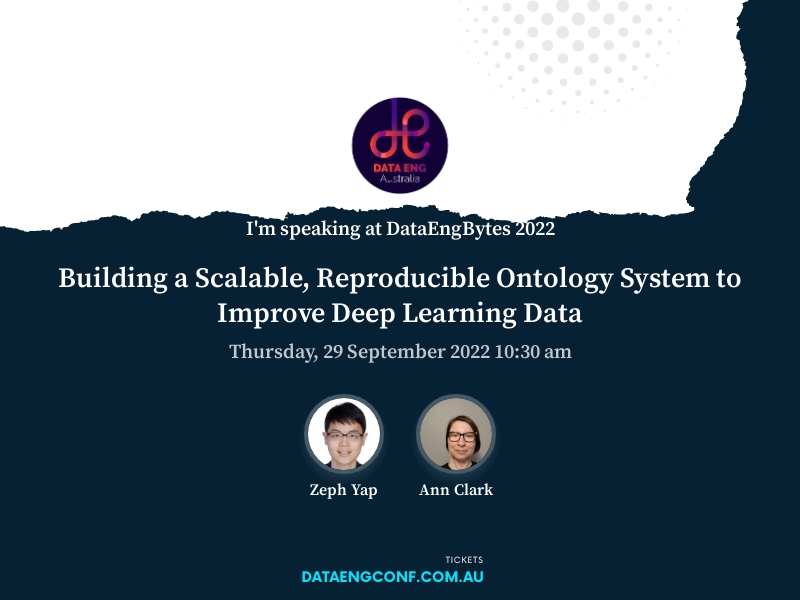 DATA ENG
Australia
I'm speaking at DataEngBytes 2022
Building a Scalable, Reproducible Ontology System to
Improve Deep Learning Data
Thursday, 29 September 2022 10:30 am
Zeph Yap
Ann Clark
TICKETS
DATAENGCONF.COM.AU